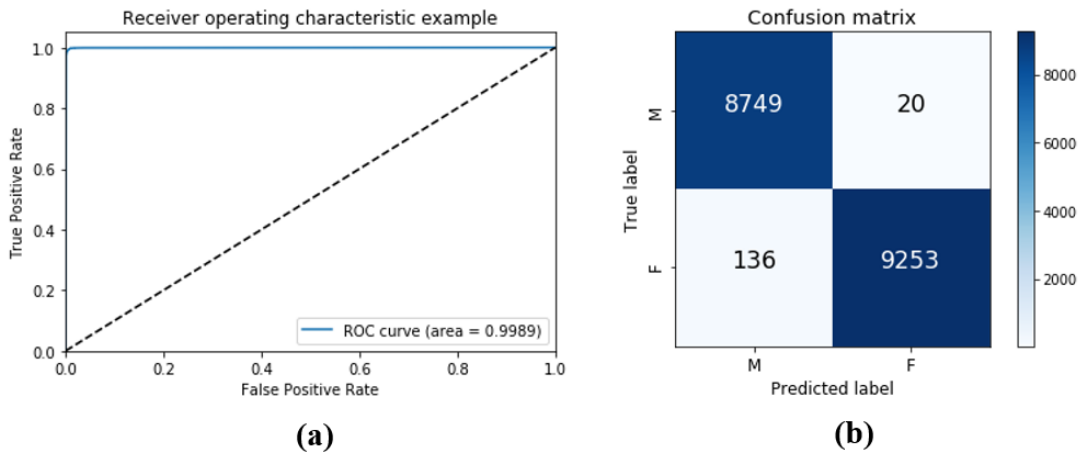 Receiver operating characteristic example
True Positive Rate
1.0
0.8
0.6
0.4
0.2
0.0
ROC curve (area = 0.9989)
0.0 0.2 0.4 0.6 0.8 1.0
False Positive Rate
(a)
Confusion matrix
True label
M
F
8749 20
136 9253
M F
Predicted label
8000
6000
4000
2000
(b)